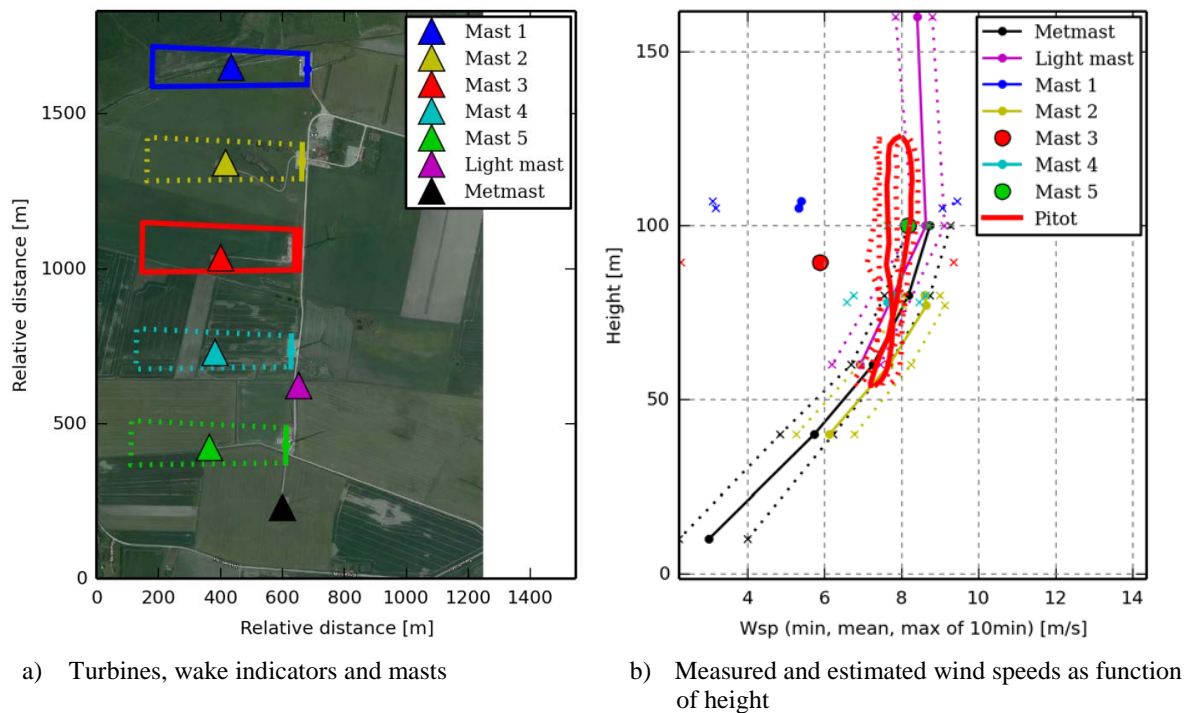 Mast 1
Mast 2
Mast 3
Mast 4
Mast 5
Light mast
Metmast
1500
1000
500
0
Relative distance [m]
0 200 400 600 800 1000 1200 1400
Relative distance [m]
a) Turbines, wake indicators and masts
Metmast
Light mast
Mast 1
Mast 2
Mast 3
Mast 4
Mast 5
Pitot
150
100
50
0
Height [m]
4 6 8 10 12 14
Wsp (min, mean, max of 10min) [m/s]
b) Measured and estimated wind speeds as function
of height